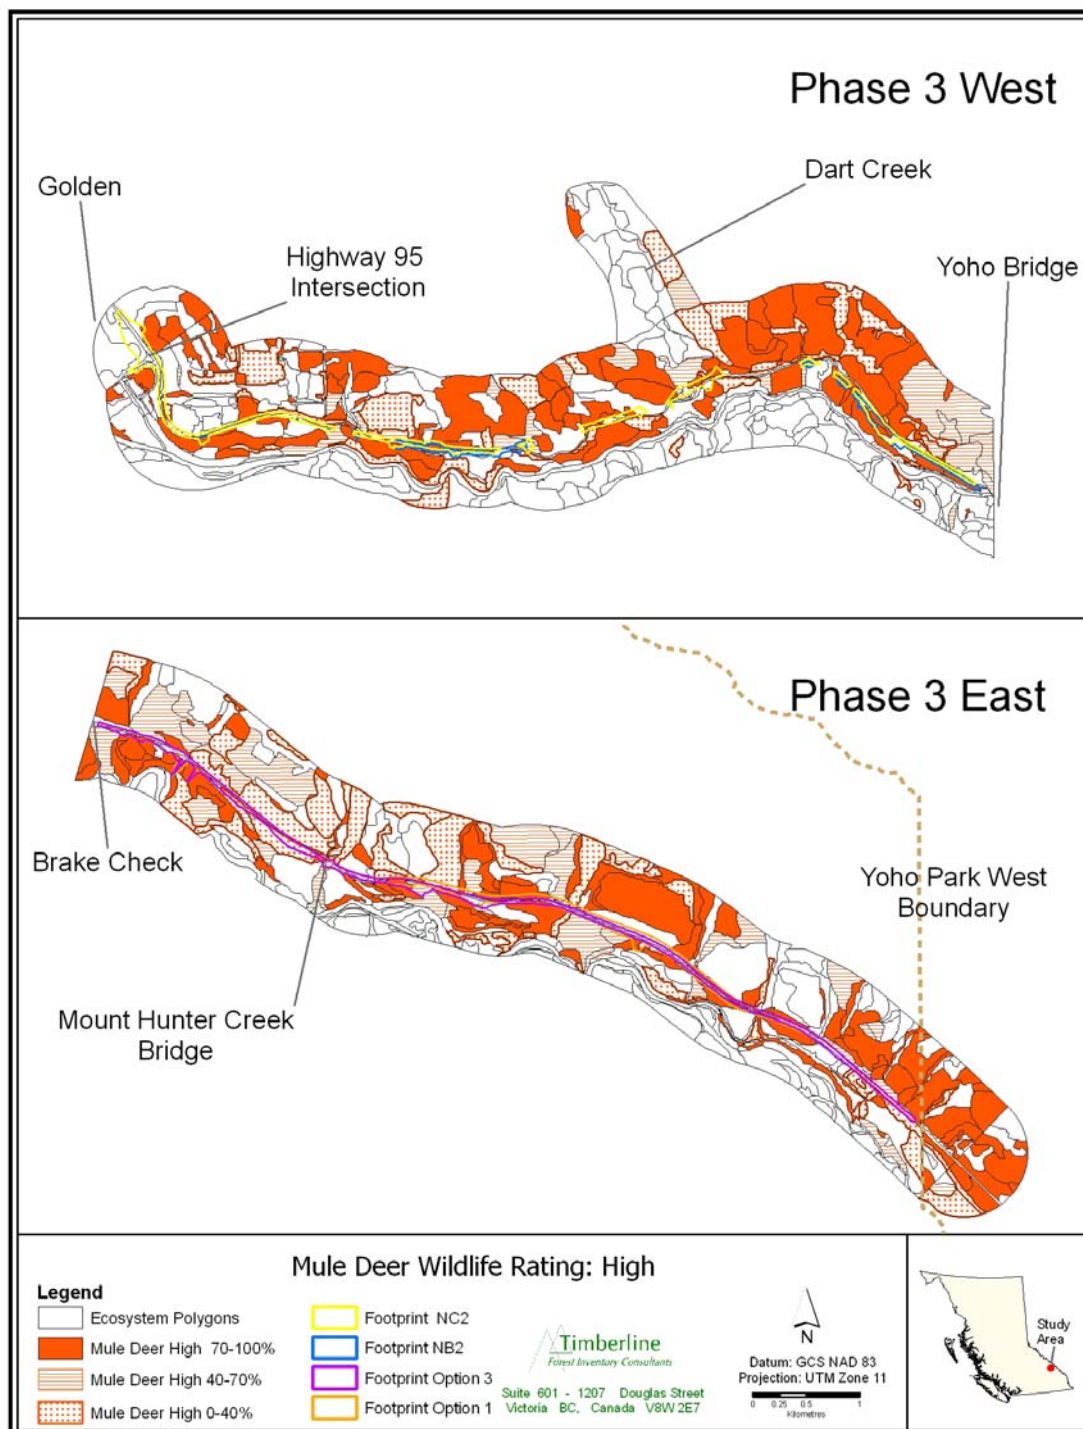 Phase 3 West
Golden
Dart Creek
Highway 95
Intersection
Yoho Bridge
Phase 3 East
Brake Check
Yoho Park West
Boundary
Mount Hunter Creek
Bridge
Mule Deer Wildlife Rating: High
Legend
Ecosystem Polygons
Mule Deer High 70-100%
Mule Deer High 40-70%
Mule Deer High 0-40%
Footprint NC2
Footprint NB2
Footprint Option 3
Footprint Option 1
Timberline
Forest Inventory Consultants
Suite 601 - 1207 Douglas Street
Victoria BC, Canada V8W 2E7
N
Datum: GCS NAD 83
Projection: UTM Zone 11
0 0.25 0.5 1
Kilometres
Study
Area